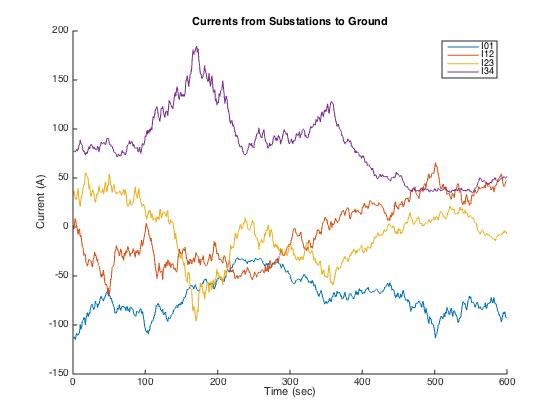 Currents from Substations to Ground
200
150
100
50
0
-50
-100
-150
Current (A)
I01
I12
I23
I34
0 100 200 300 400 500 600
Time (sec)